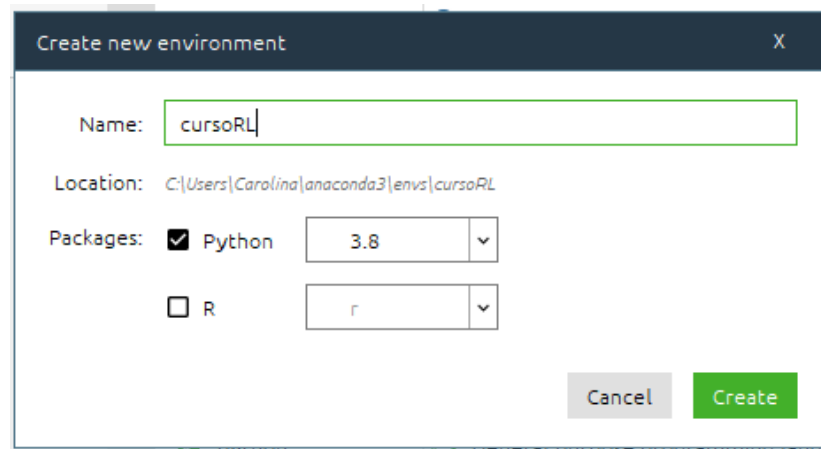 Create new environment X
Name: cursoRL
Location: C:\Users\Carolina\anaconda3\envs\cursoRL
Packages: Python 3.8
R r
Cancel Create